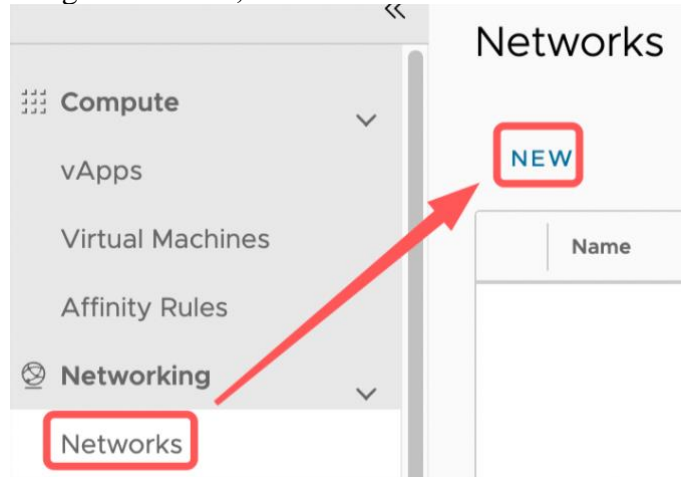 Networks
Compute
vApps
NEW
Virtual Machines
Name
Affinity Rules
Networking
Networks